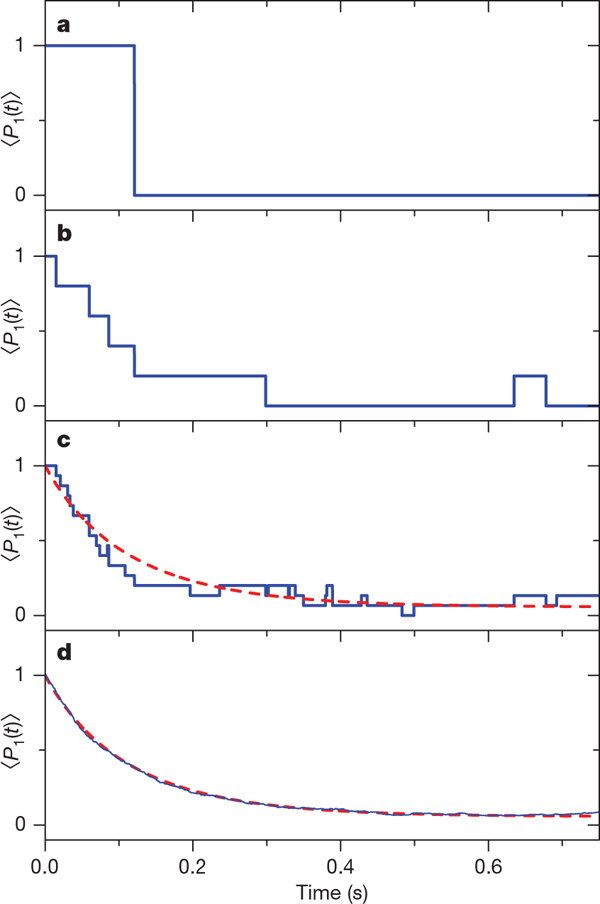 a
1
⟨P₁(t)⟩
0
b
1
⟨P₁(t)⟩
0
c
1
⟨P₁(t)⟩
0
d
1
⟨P₁(t)⟩
0
0.0 0.2 0.4 0.6
Time (s)